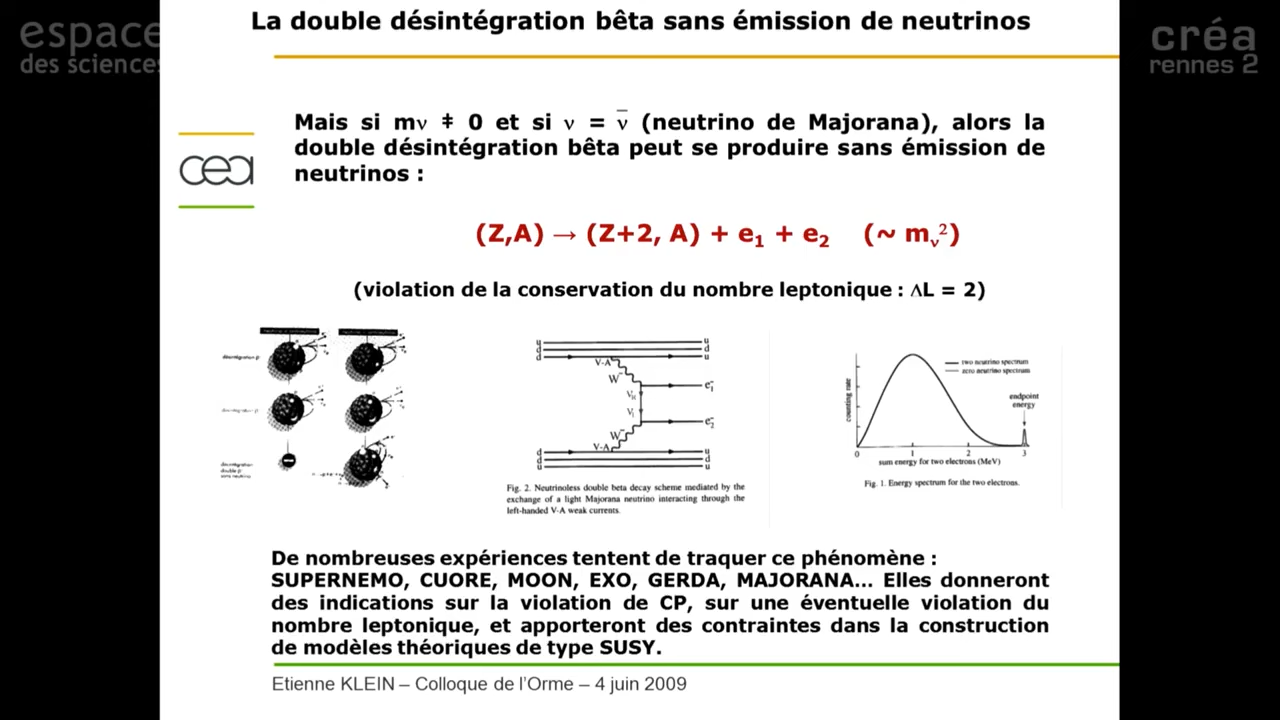 La double désintégration bêta sans émission de neutrinos
espace
des sciences
créa
rennes 2
cea
Mais si mν ‡ 0 et si ν = ν̅ (neutrino de Majorana), alors la
double désintégration bêta peut se produire sans émission de
neutrinos :
(Z,A) → (Z+2, A) + e₁ + e₂ (~ mᵥ²)
(violation de la conservation du nombre leptonique : ΛL = 2)
u
d
d
u
d
u
V-A
W⁻
e₁⁻
e₂⁻
W⁻
V-A
d
d
u
u
d
u
Fig. 2. Neutrinoless double beta decay scheme mediated by the
exchange of a light Majorana neutrino interacting through the
left-handed V-A weak currents.
two neutrino spectrum
zero neutrino spectrum
endpoint
energy
counting rate
0 1 2 3
sum energy for two electrons (MeV)
Fig. 1. Energy spectrum for the two electrons.
De nombreuses expériences tentent de traquer ce phénomène :
SUPERNEMO, CUORE, MOON, EXO, GERDA, MAJORANA... Elles donneront
des indications sur la violation de CP, sur une éventuelle violation du
nombre leptonique, et apporteront des contraintes dans la construction
de modèles théoriques de type SUSY.
Etienne KLEIN – Colloque de l'Orme – 4 juin 2009